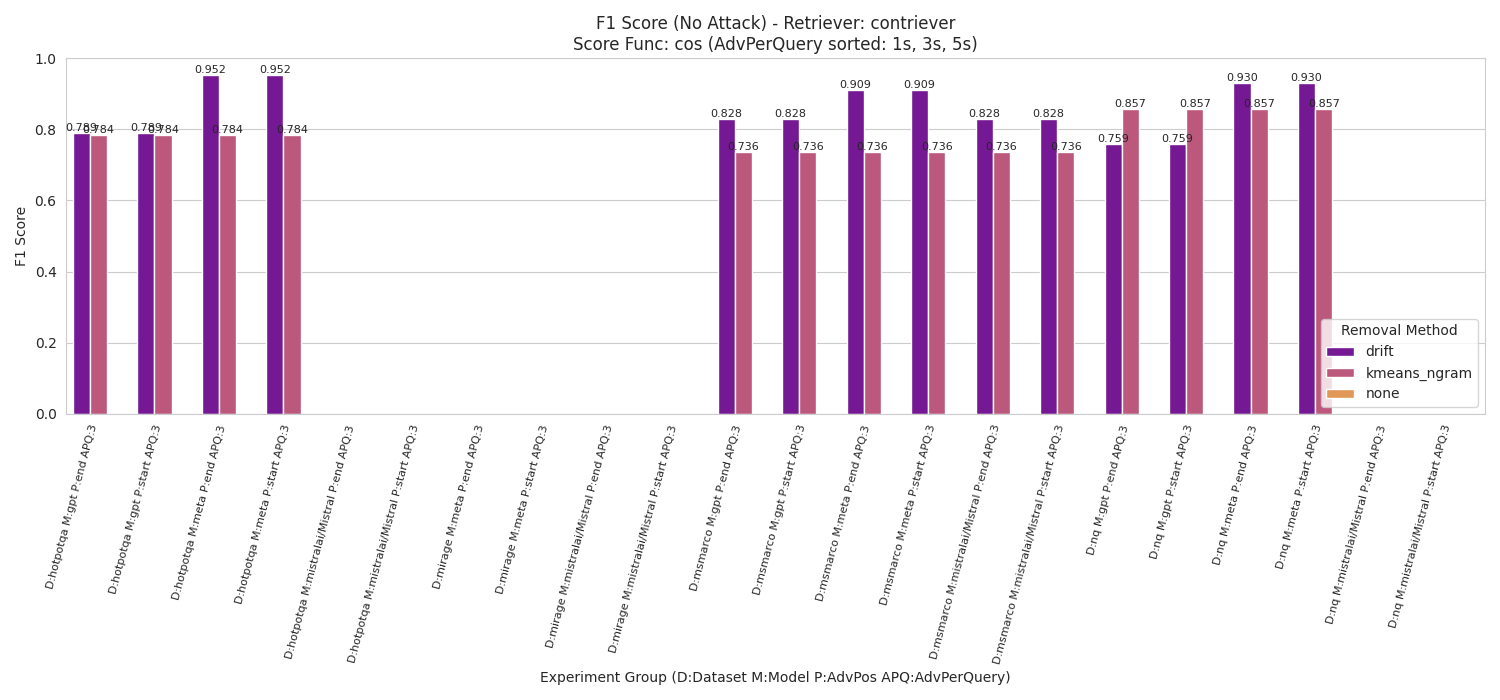 F1 Score (No Attack) - Retriever: contriever
Score Func: cos (AdvPerQuery sorted: 1s, 3s, 5s)
F1 Score
1.0
0.8
0.6
0.4
0.2
0.0
0.789
0.784
0.789
0.784
0.952
0.784
0.952
0.784
0.828
0.736
0.828
0.736
0.909
0.736
0.909
0.736
0.828
0.736
0.828
0.736
0.759
0.857
0.759
0.857
0.930
0.857
0.930
0.857
Removal Method
drift
kmeans_ngram
none
D:hotpotqa M:gpt P:end APQ:3
D:hotpotqa M:gpt P:start APQ:3
D:hotpotqa M:meta P:end APQ:3
D:hotpotqa M:meta P:start APQ:3
D:hotpotqa M:mistralai/Mistral P:end APQ:3
D:hotpotqa M:mistralai/Mistral P:start APQ:3
D:mirage M:meta P:end APQ:3
D:mirage M:meta P:start APQ:3
D:mirage M:mistralai/Mistral P:end APQ:3
D:mirage M:mistralai/Mistral P:start APQ:3
D:msmarco M:gpt P:end APQ:3
D:msmarco M:gpt P:start APQ:3
D:msmarco M:meta P:end APQ:3
D:msmarco M:meta P:start APQ:3
D:msmarco M:mistralai/Mistral P:end APQ:3
D:msmarco M:mistralai/Mistral P:start APQ:3
D:nq M:gpt P:end APQ:3
D:nq M:gpt P:start APQ:3
D:nq M:meta P:end APQ:3
D:nq M:meta P:start APQ:3
D:nq M:mistralai/Mistral P:end APQ:3
D:nq M:mistralai/Mistral P:start APQ:3
Experiment Group (D:Dataset M:Model P:AdvPos APQ:AdvPerQuery)